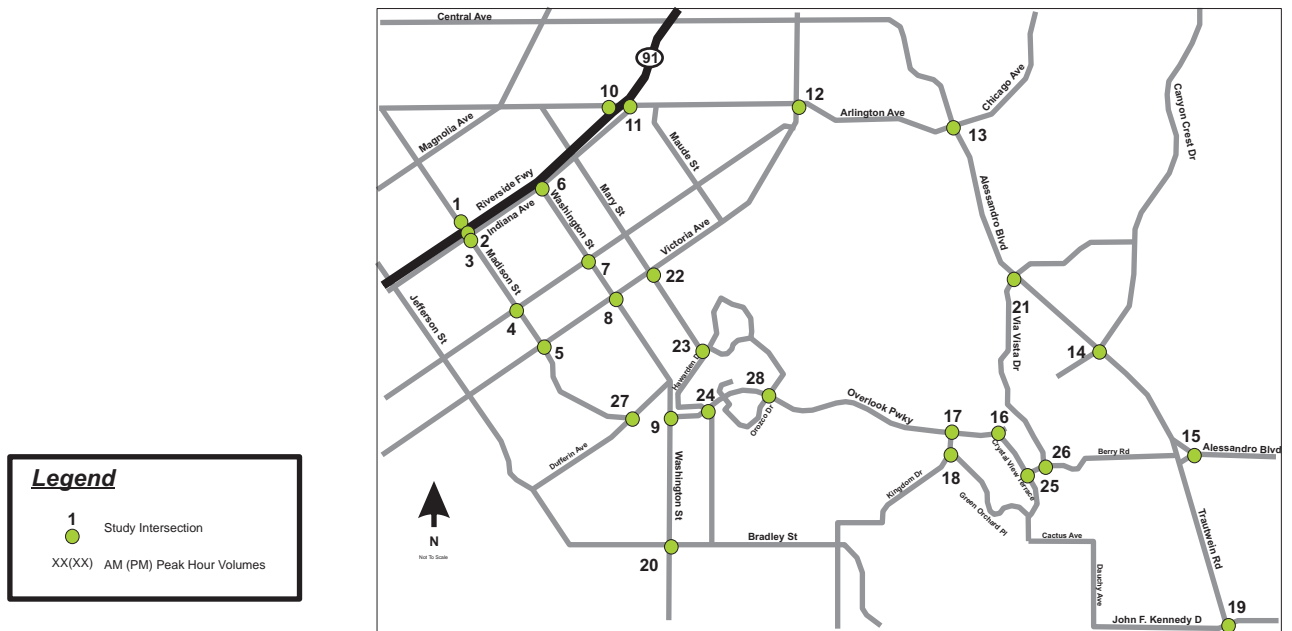 Central Ave
91
10
11
12
Arlington Ave
Chicago Ave
13
Canyon Crest Dr
Magnolia Ave
Maude St
Riverside Fwy
6
1
Indiana Ave
2
3
Washington St
Mary St
Alessandro Blvd
Victoria Ave
Madison St
7
22
Jefferson St
4
8
21
Via Vista Dr
5
23
14
Hawarden D
24
28
Orozco Dr
Overlook Pwky
27
9
17
16
15
Alessandro Blvd
Dufferin Ave
Washington St
Crystal View Terrace
26
Berry Rd
18
25
Kingdom Dr
Green Orchard Pl
N
Not To Scale
20
Bradley St
Cactus Ave
Dauchy Ave
Trautwein Rd
John F. Kennedy D
19
Legend
1
Study Intersection
XX(XX) AM (PM) Peak Hour Volumes